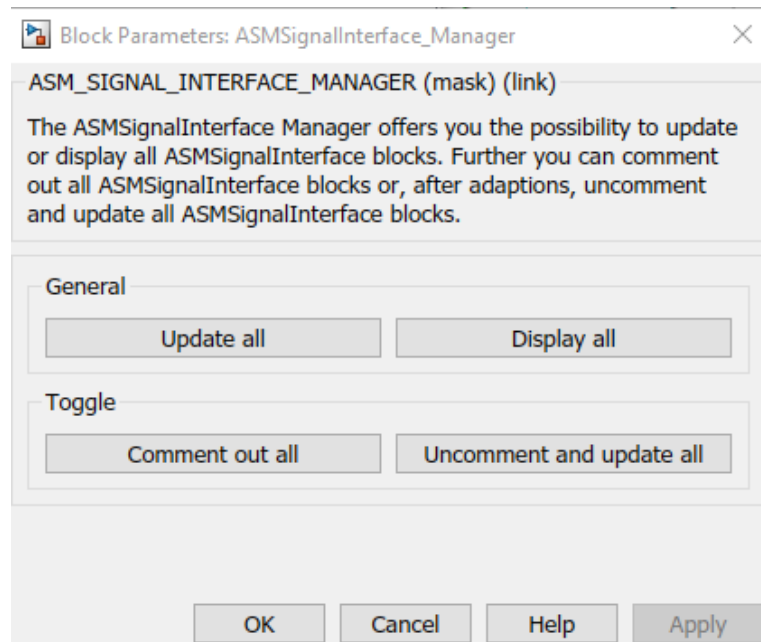 Block Parameters: ASMSignalInterface_Manager
ASM_SIGNAL_INTERFACE_MANAGER (mask) (link)
The ASMSignalInterface Manager offers you the possibility to update
or display all ASMSignalInterface blocks. Further you can comment
out all ASMSignalInterface blocks or, after adaptions, uncomment
and update all ASMSignalInterface blocks.
General
Update all
Display all
Toggle
Comment out all
Uncomment and update all
OK
Cancel
Help
Apply